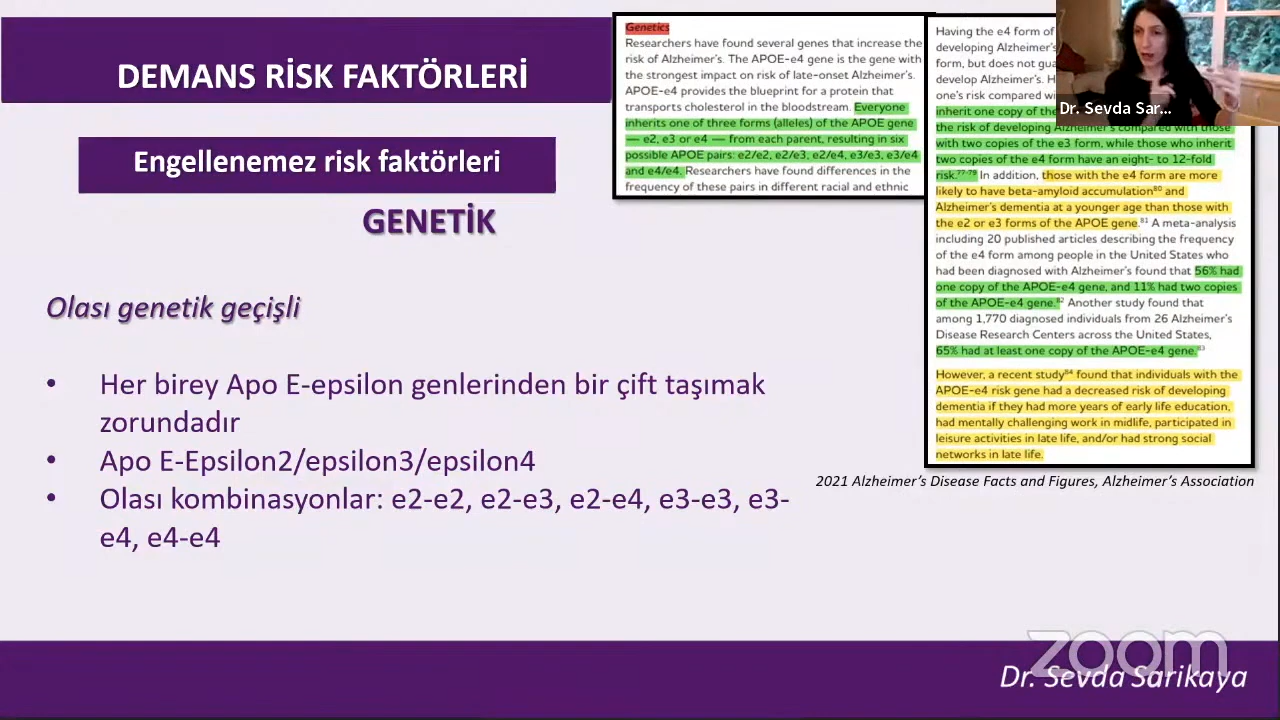 DEMANS RİSK FAKTÖRLERİ
Engellenemez risk faktörleri
GENETİK
Olası genetik geçişli
• Her birey Apo E-epsilon genlerinden bir çift taşımak
zorundadır
• Apo E-Epsilon2/epsilon3/epsilon4
• Olası kombinasyonlar: e2-e2, e2-e3, e2-e4, e3-e3, e3-
e4, e4-e4
Genetics
Researchers have found several genes that increase the
risk of Alzheimer's. The APOE-e4 gene is the gene with
the strongest impact on risk of late-onset Alzheimer's.
APOE-e4 provides the blueprint for a protein that
transports cholesterol in the bloodstream. Everyone
inherits one of three forms (alleles) of the APOE gene
— e2, e3 or e4 — from each parent, resulting in six
possible APOE pairs: e2/e2, e2/e3, e2/e4, e3/e3, e3/e4
and e4/e4. Researchers have found differences in the
frequency of these pairs in different racial and ethnic
Having the e4 form of
developing Alzheimer's
form, but does not
develop Alzheimer's.
one's risk compared
inherit one copy of the
the risk of developing Alzheimer's compared with those
with two copies of the e3 form, while those who inherit
two copies of the e4 form have an eight- to 12-fold
risk.77-79 In addition, those with the e4 form are more
likely to have beta-amyloid accumulation80 and
Alzheimer's dementia at a younger age than those with
the e2 or e3 forms of the APOE gene.81 A meta-analysis
including 20 published articles describing the frequency
of the e4 form among people in the United States who
had been diagnosed with Alzheimer's found that 56% had
one copy of the APOE-e4 gene, and 11% had two copies
of the APOE-e4 gene.82 Another study found that
among 1,770 diagnosed individuals from 26 Alzheimer's
Disease Research Centers across the United States,
65% had at least one copy of the APOE-e4 gene.83
However, a recent study84 found that individuals with the
APOE-e4 risk gene had a decreased risk of developing
dementia if they had more years of early life education,
had mentally challenging work in midlife, participated in
leisure activities in late life, and/or had strong social
networks in late life.
2021 Alzheimer's Disease Facts and Figures, Alzheimer's Association
Dr. Sevda Sar...
zoom
Dr. Sevda Sarikaya